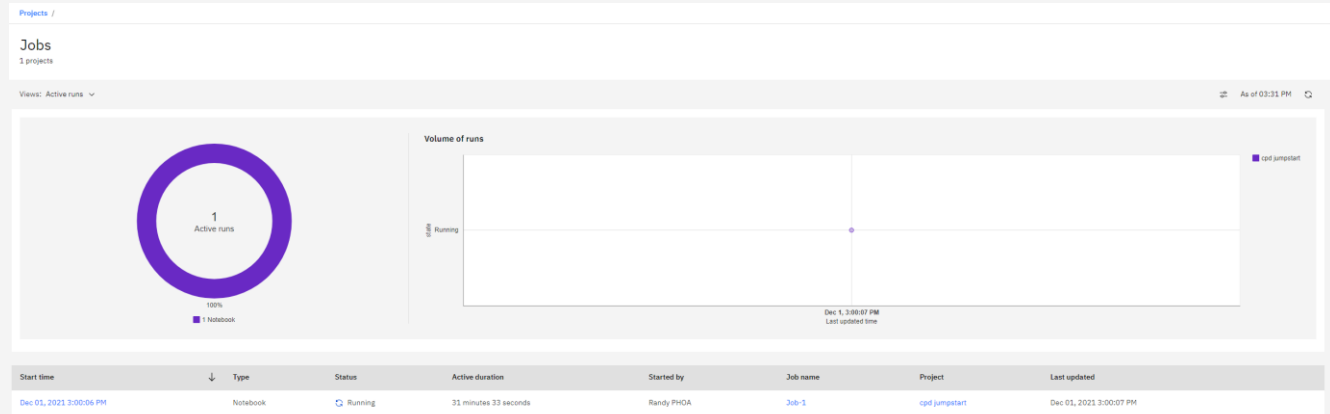 Projects /
Jobs
1 projects
Views: Active runs
As of 03:31 PM
1
Active runs
100%
1 Notebook
Volume of runs
state
Running
Dec 1, 3:00:07 PM
Last updated time
cpd jumpstart
Start time Type Status Active duration Started by Job name Project Last updated
Dec 01, 2021 3:00:06 PM Notebook Running 31 minutes 33 seconds Randy PHOA Job-1 cpd jumpstart Dec 01, 2021 3:00:07 PM